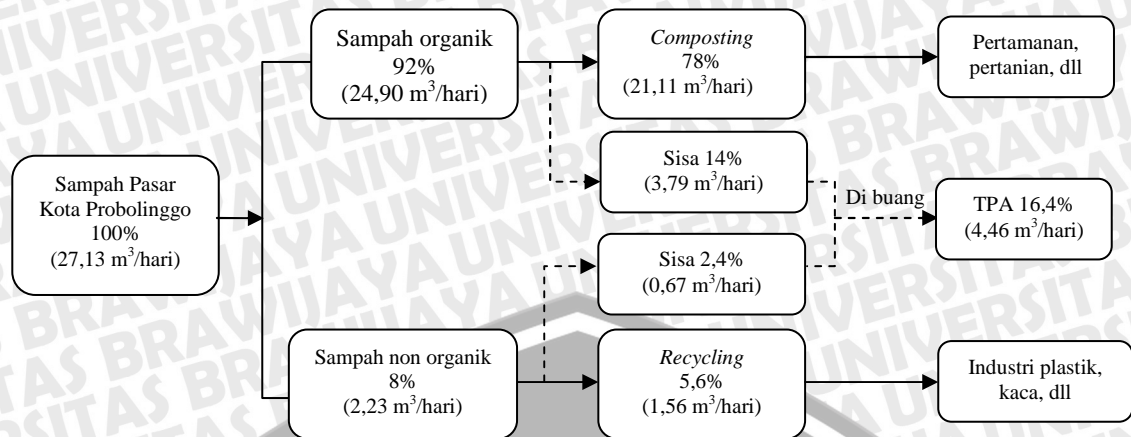 Sampah Pasar
Kota Probolinggo
100%
(27,13 m³/hari)
Sampah organik
92%
(24,90 m³/hari)
Composting
78%
(21,11 m³/hari)
Pertamanan,
pertanian, dll
Sisa 14%
(3,79 m³/hari)
Di buang
TPA 16,4%
(4,46 m³/hari)
Sisa 2,4%
(0,67 m³/hari)
Sampah non organik
8%
(2,23 m³/hari)
Recycling
5,6%
(1,56 m³/hari)
Industri plastik,
kaca, dll
UNIVERSITAS BRAWIJAYA